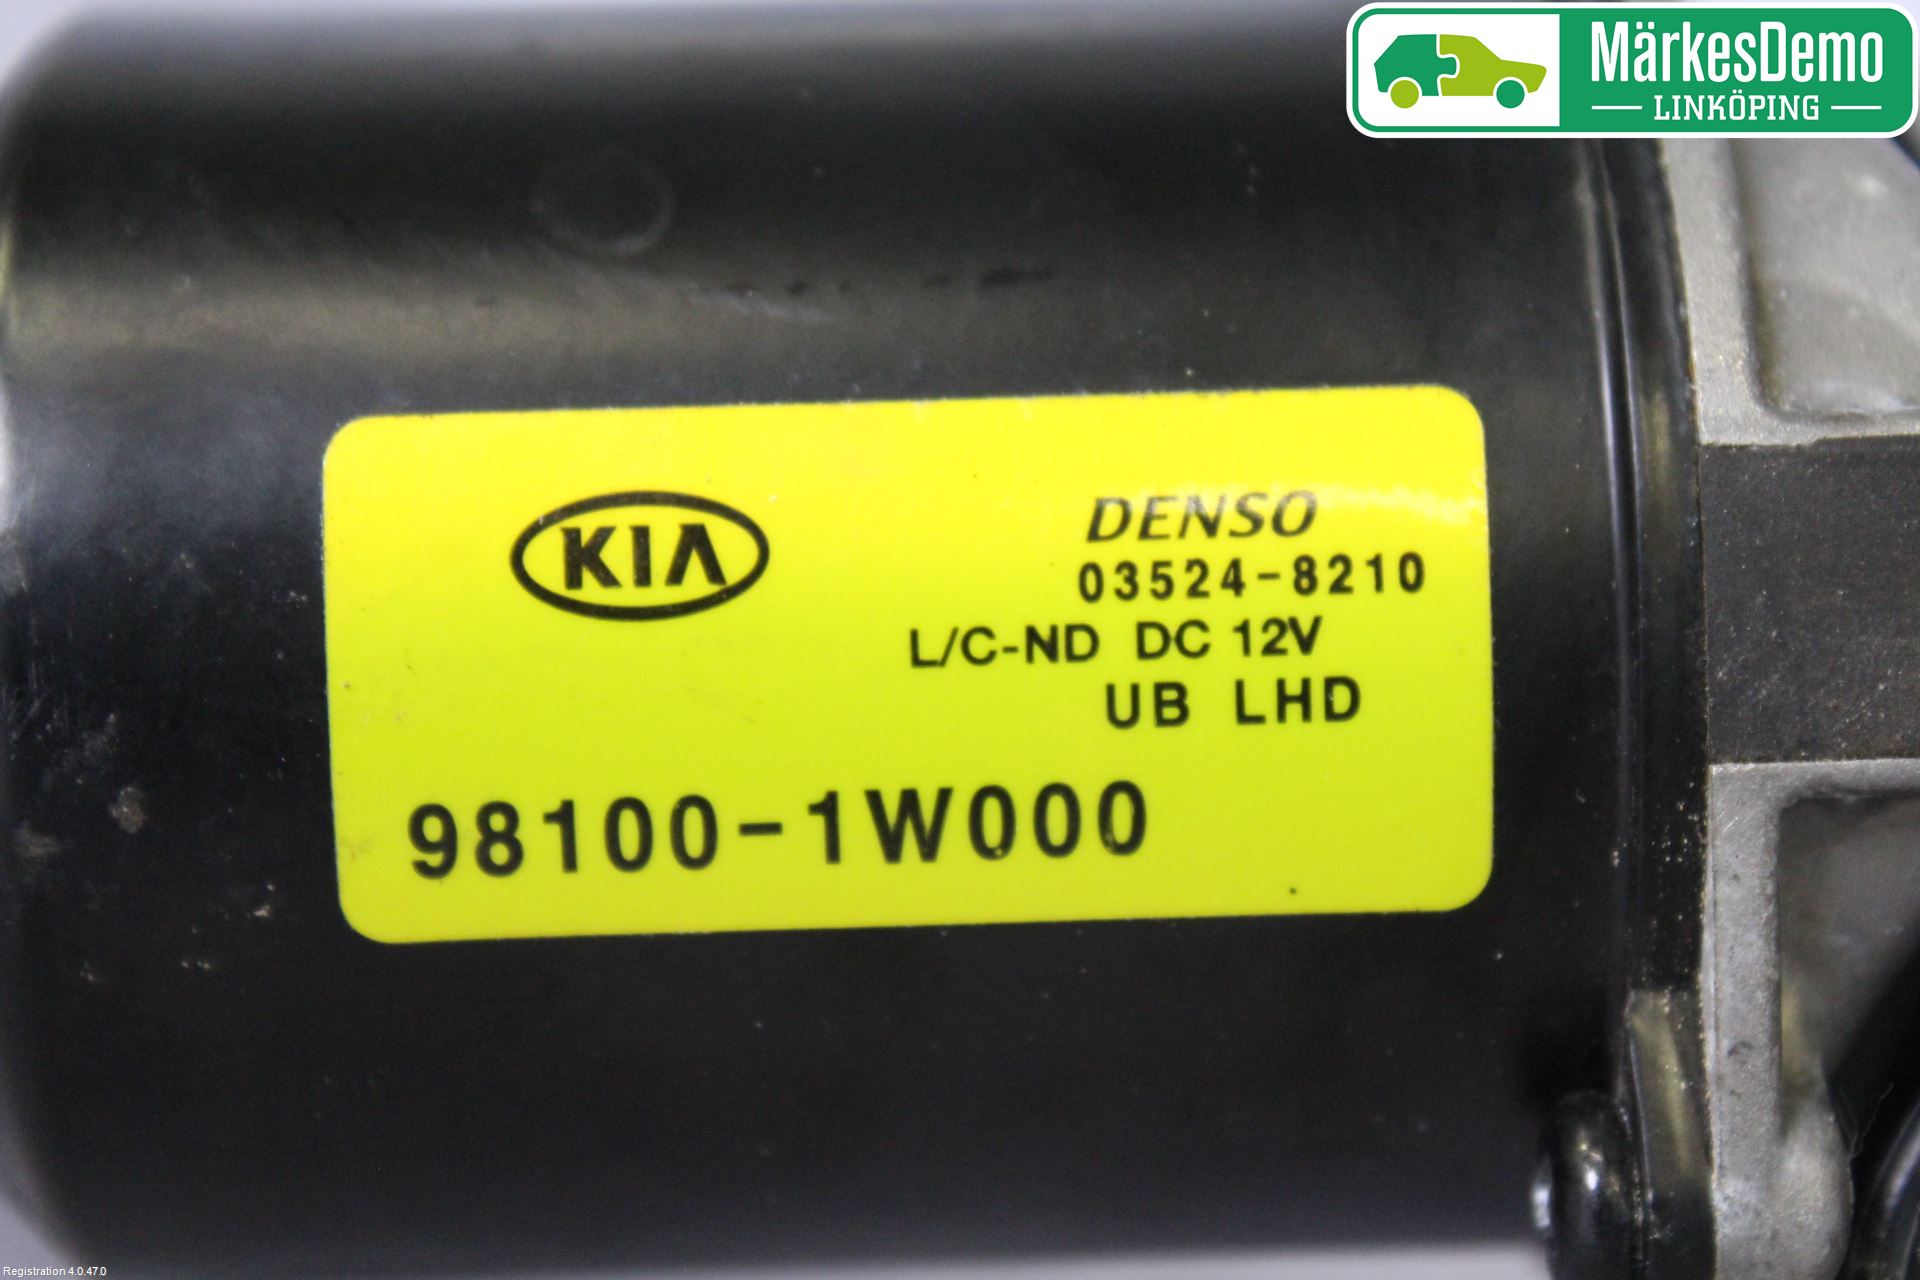 MärkesDemo
LINKÖPING
KIA
DENSO
03524-8210
L/C-ND DC 12V
UB LHD
98100-1W000
Registration 4.0.47.0